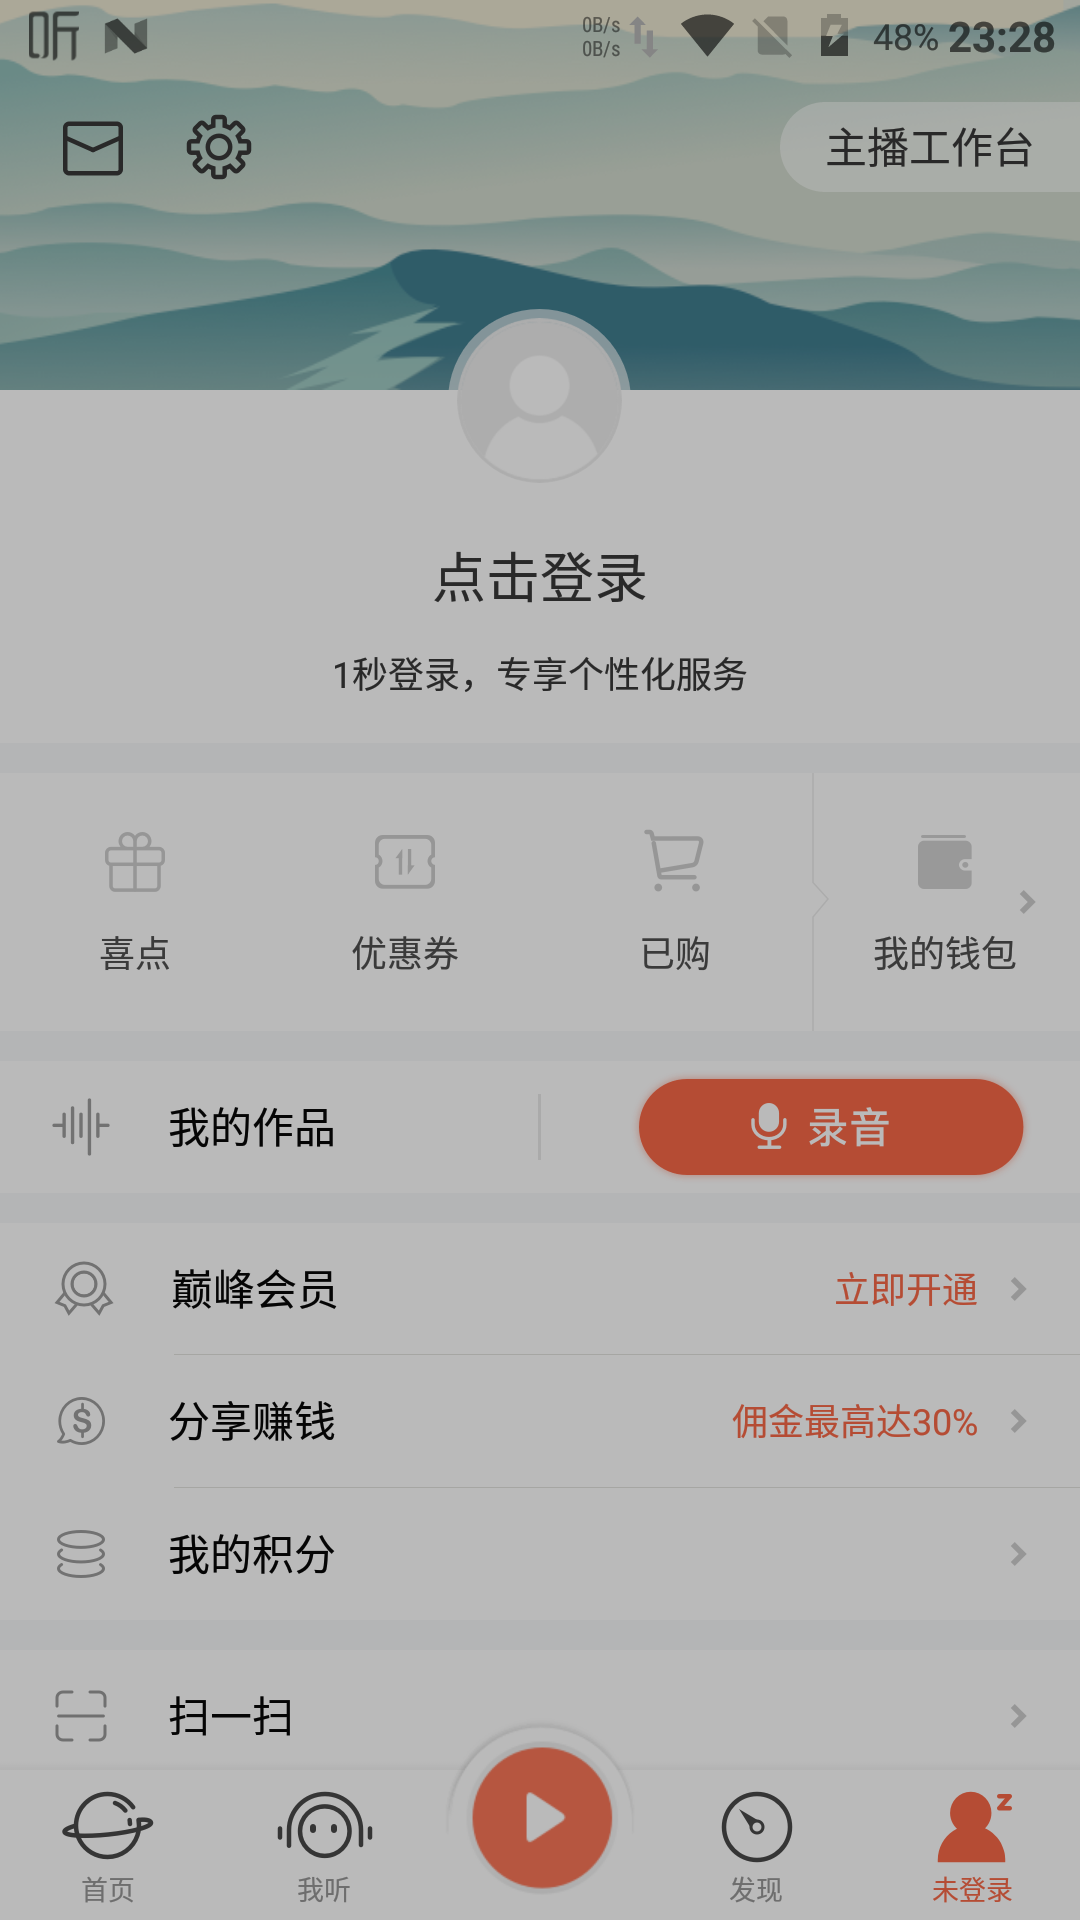 听 0B/s 0B/s 48% 23:28
主播工作台
点击登录
1秒登录，专享个性化服务
喜点 优惠券 已购 我的钱包
我的作品 录音
巅峰会员 立即开通
分享赚钱 佣金最高达30%
我的积分
扫一扫
首页 我听 发现 未登录